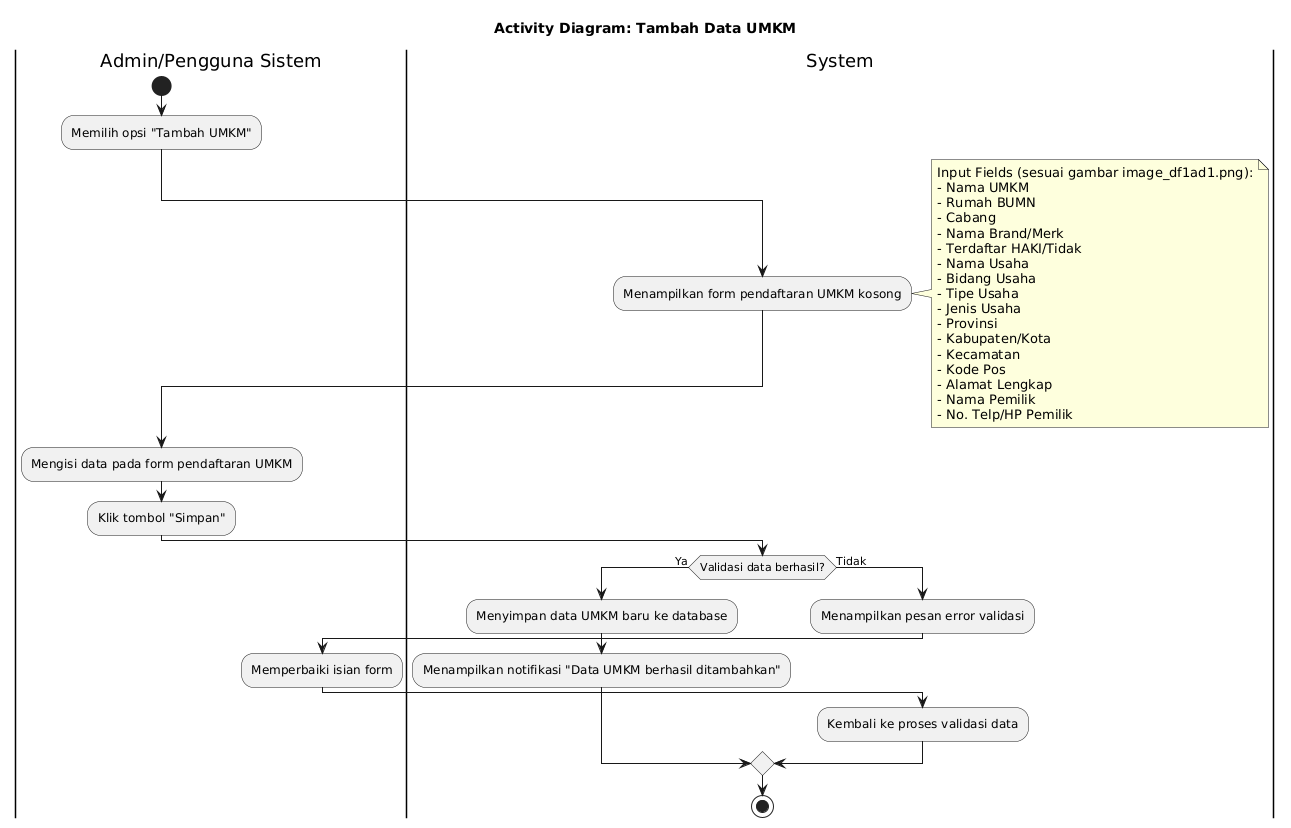 Activity Diagram: Tambah Data UMKM
Admin/Pengguna Sistem
System
Memilih opsi "Tambah UMKM"
Input Fields (sesuai gambar image_df1ad1.png):
- Nama UMKM
- Rumah BUMN
- Cabang
- Nama Brand/Merk
- Terdaftar HAKI/Tidak
- Nama Usaha
- Bidang Usaha
- Tipe Usaha
- Jenis Usaha
- Provinsi
- Kabupaten/Kota
- Kecamatan
- Kode Pos
- Alamat Lengkap
- Nama Pemilik
- No. Telp/HP Pemilik
Menampilkan form pendaftaran UMKM kosong
Mengisi data pada form pendaftaran UMKM
Klik tombol "Simpan"
Validasi data berhasil?
Ya
Tidak
Menyimpan data UMKM baru ke database
Menampilkan pesan error validasi
Memperbaiki isian form
Menampilkan notifikasi "Data UMKM berhasil ditambahkan"
Kembali ke proses validasi data